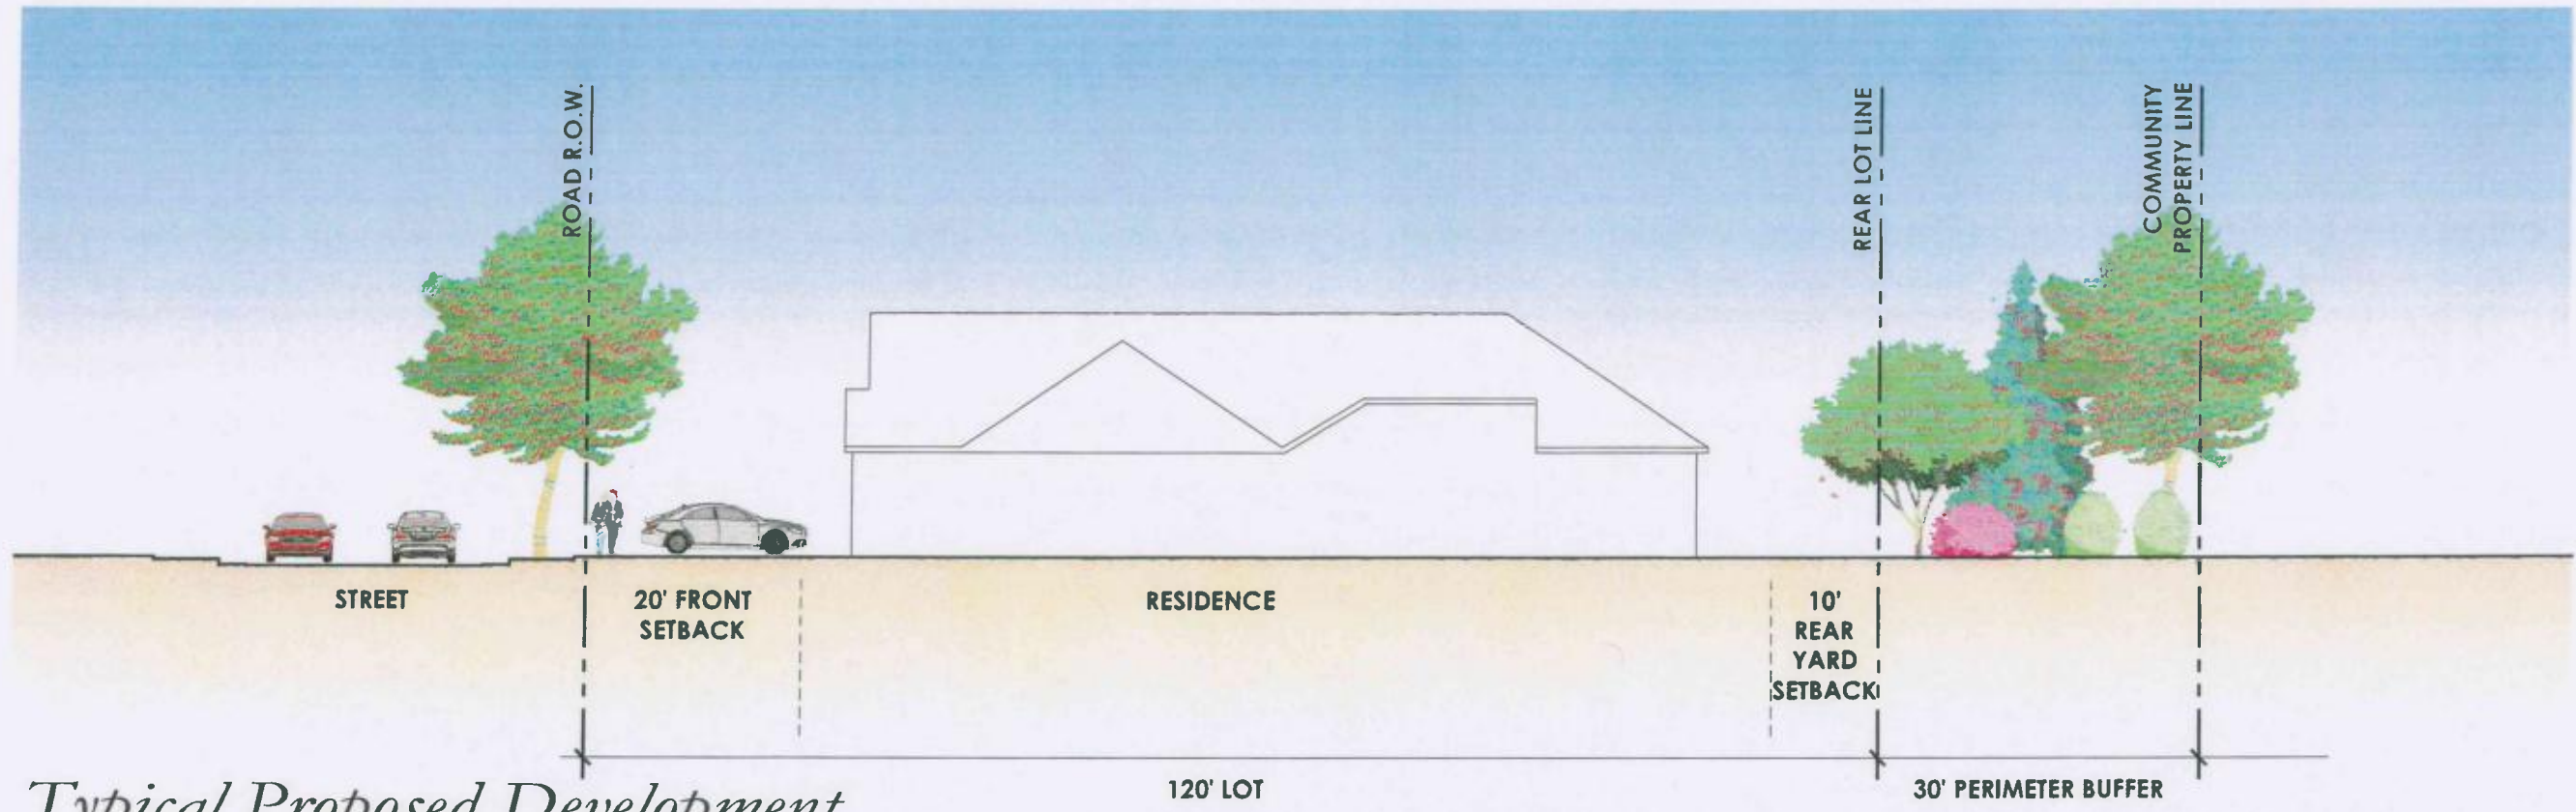 ROAD R.O.W.
REAR LOT LINE
COMMUNITY
PROPERTY LINE
STREET
20' FRONT
SETBACK
RESIDENCE
10'
REAR
YARD
SETBACK
120' LOT
30' PERIMETER BUFFER
Typical Proposed Development